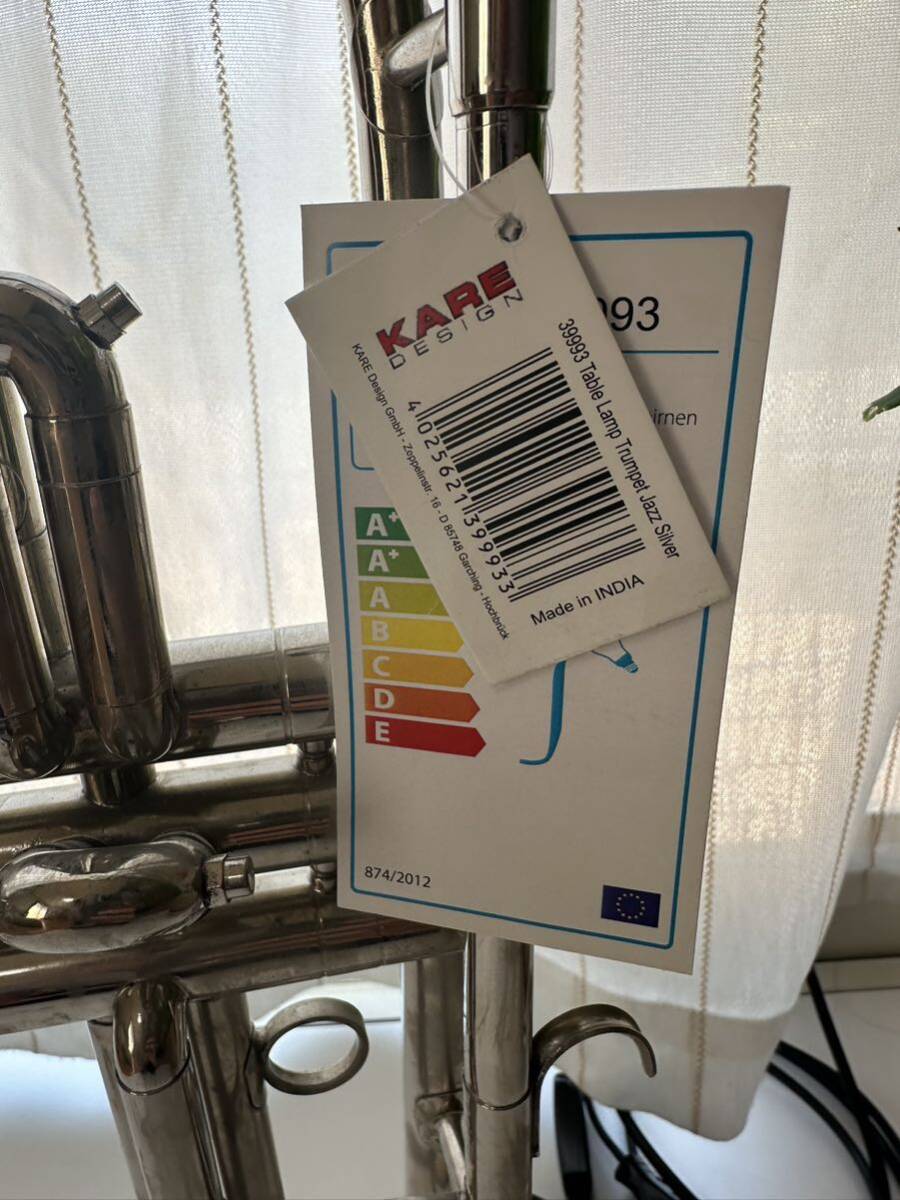 KARE
DESIGN
39993 Table Lamp Trumpet Jazz Silver
4 025621 399933
KARE Design GmbH - Zeppelinstr. 16 - D 85748 Garching - Hochbrück
Made in INDIA
993
A+
A+
A
B
C
D
E
874/2012